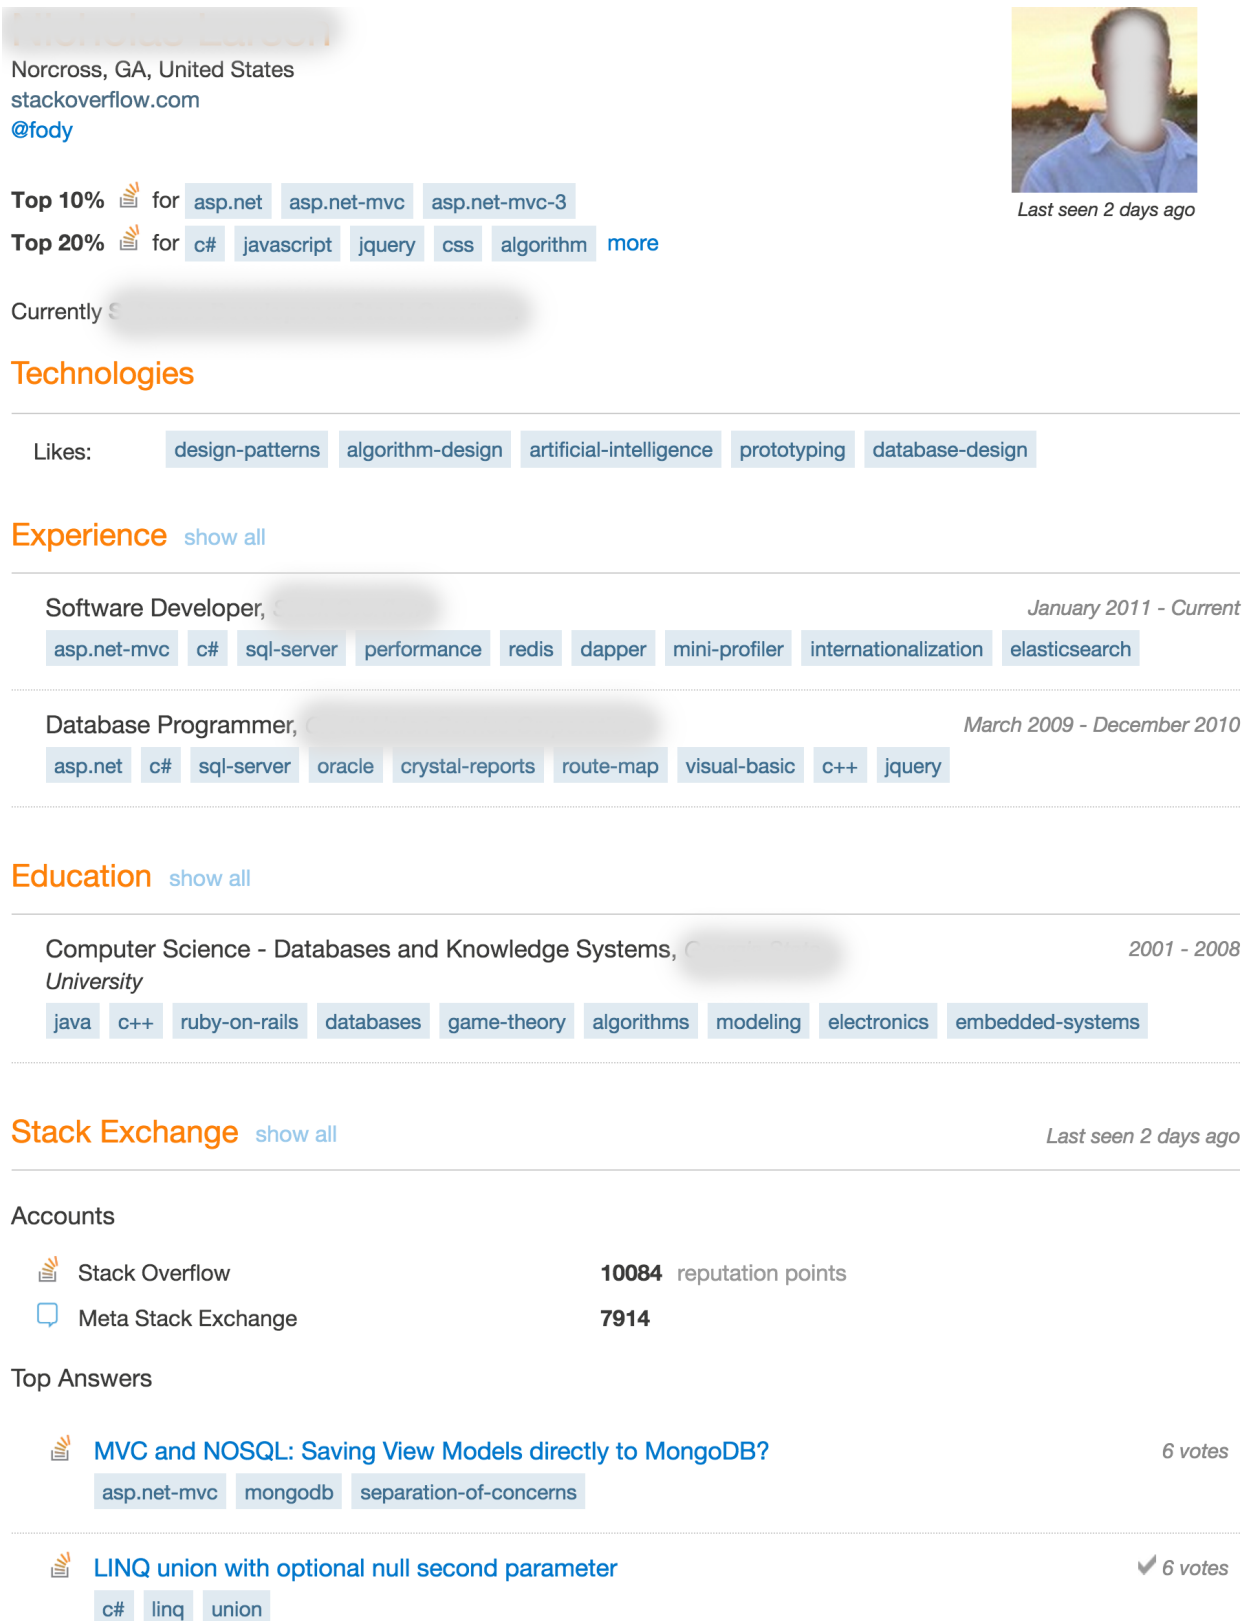 Norcross, GA, United States
stackoverflow.com
@fody
Last seen 2 days ago
Top 10% for asp.net asp.net-mvc asp.net-mvc-3
Top 20% for c# javascript jquery css algorithm more
Currently
Technologies
Likes: design-patterns algorithm-design artificial-intelligence prototyping database-design
Experience show all
Software Developer, January 2011 - Current
asp.net-mvc c# sql-server performance redis dapper mini-profiler internationalization elasticsearch
Database Programmer, March 2009 - December 2010
asp.net c# sql-server oracle crystal-reports route-map visual-basic c++ jquery
Education show all
Computer Science - Databases and Knowledge Systems, 2001 - 2008
University
java c++ ruby-on-rails databases game-theory algorithms modeling electronics embedded-systems
Stack Exchange show all Last seen 2 days ago
Accounts
Stack Overflow 10084 reputation points
Meta Stack Exchange 7914
Top Answers
MVC and NOSQL: Saving View Models directly to MongoDB? 6 votes
asp.net-mvc mongodb separation-of-concerns
LINQ union with optional null second parameter 6 votes
c# linq union